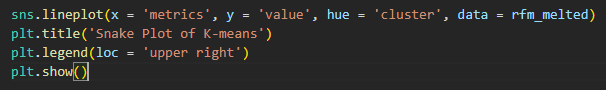 sns.lineplot(x = 'metrics', y = 'value', hue = 'cluster', data = rfm_melted)
plt.title('Snake Plot of K-means')
plt.legend(loc = 'upper right')
plt.show()